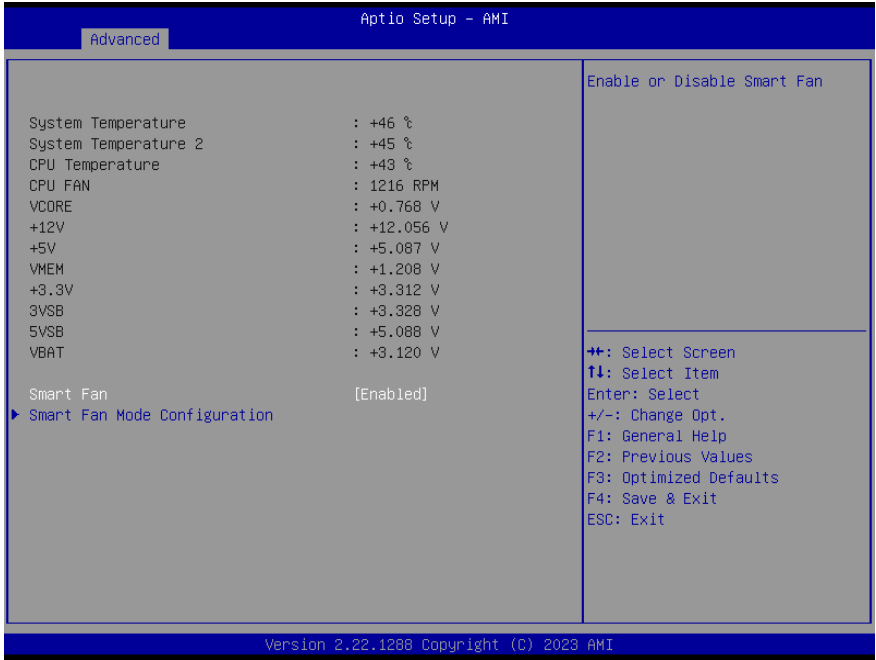 Aptio Setup – AMI
Advanced
System Temperature : +46 ℃
System Temperature 2 : +45 ℃
CPU Temperature : +43 ℃
CPU FAN : 1216 RPM
VCORE : +0.768 V
+12V : +12.056 V
+5V : +5.087 V
VMEM : +1.208 V
+3.3V : +3.312 V
3VSB : +3.328 V
5VSB : +5.088 V
VBAT : +3.120 V
Smart Fan [Enabled]
▶ Smart Fan Mode Configuration
Enable or Disable Smart Fan
→←: Select Screen
↑↓: Select Item
Enter: Select
+/-: Change Opt.
F1: General Help
F2: Previous Values
F3: Optimized Defaults
F4: Save & Exit
ESC: Exit
Version 2.22.1288 Copyright (C) 2023 AMI